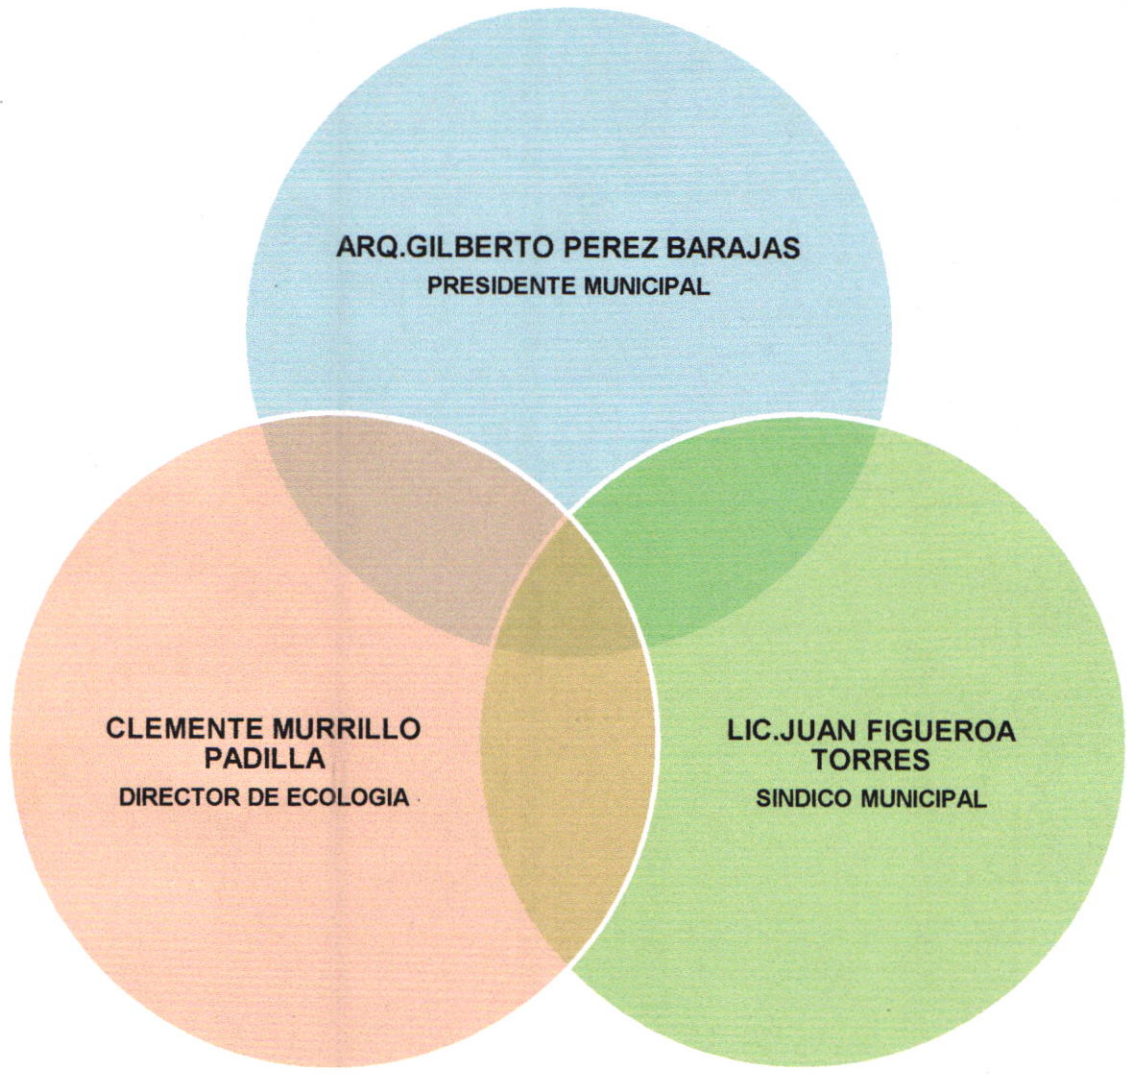 ARQ.GILBERTO PEREZ BARAJAS
PRESIDENTE MUNICIPAL
CLEMENTE MURRILLO
PADILLA
DIRECTOR DE ECOLOGIA
LIC.JUAN FIGUEROA
TORRES
SINDICO MUNICIPAL